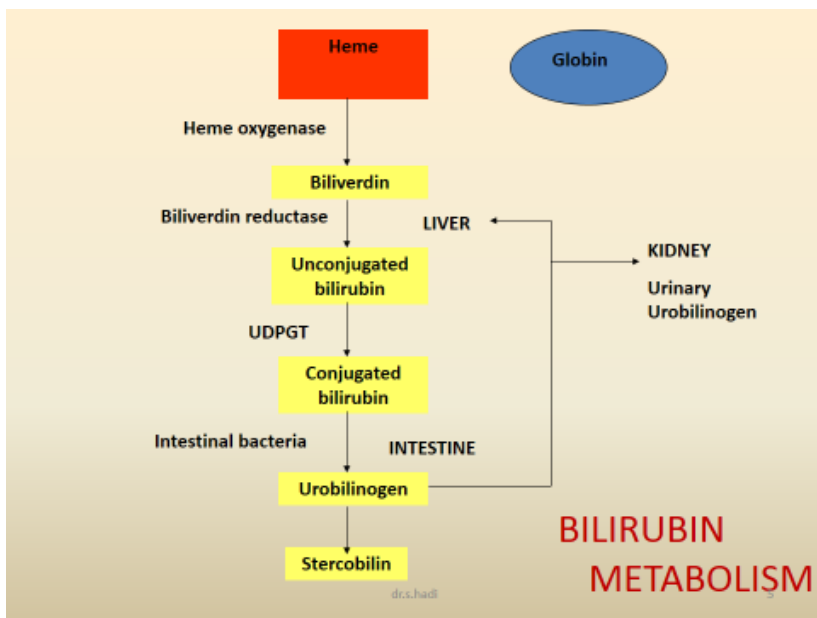 Heme
Globin
Heme oxygenase
Biliverdin
Biliverdin reductase
LIVER
KIDNEY
Unconjugated
bilirubin
Urinary
Urobilinogen
UDPGT
Conjugated
bilirubin
Intestinal bacteria
INTESTINE
Urobilinogen
BILIRUBIN
METABOLISM
Stercobilin
dr.s.hadi